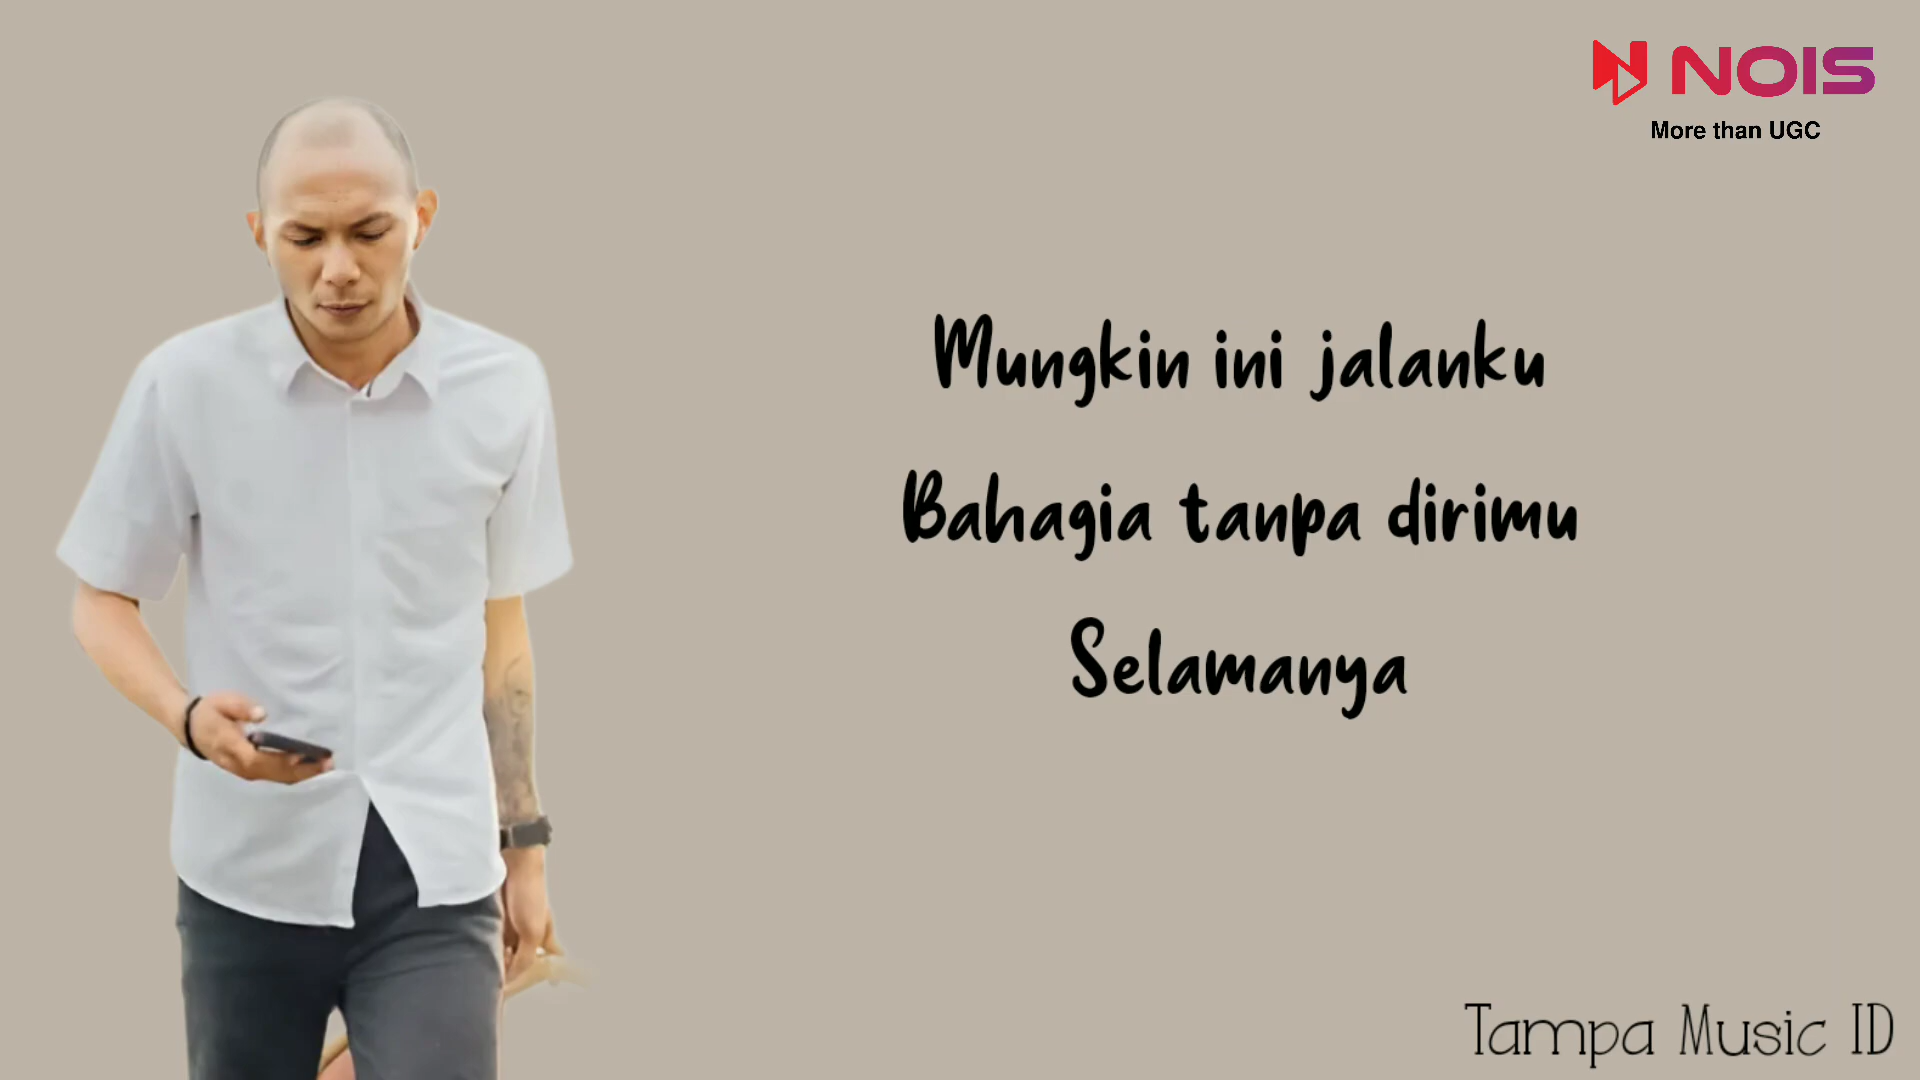 NOIS
More than UGC
Mungkin ini jalanku
Bahagia tanpa dirimu
Selamanya
Tampa Music ID